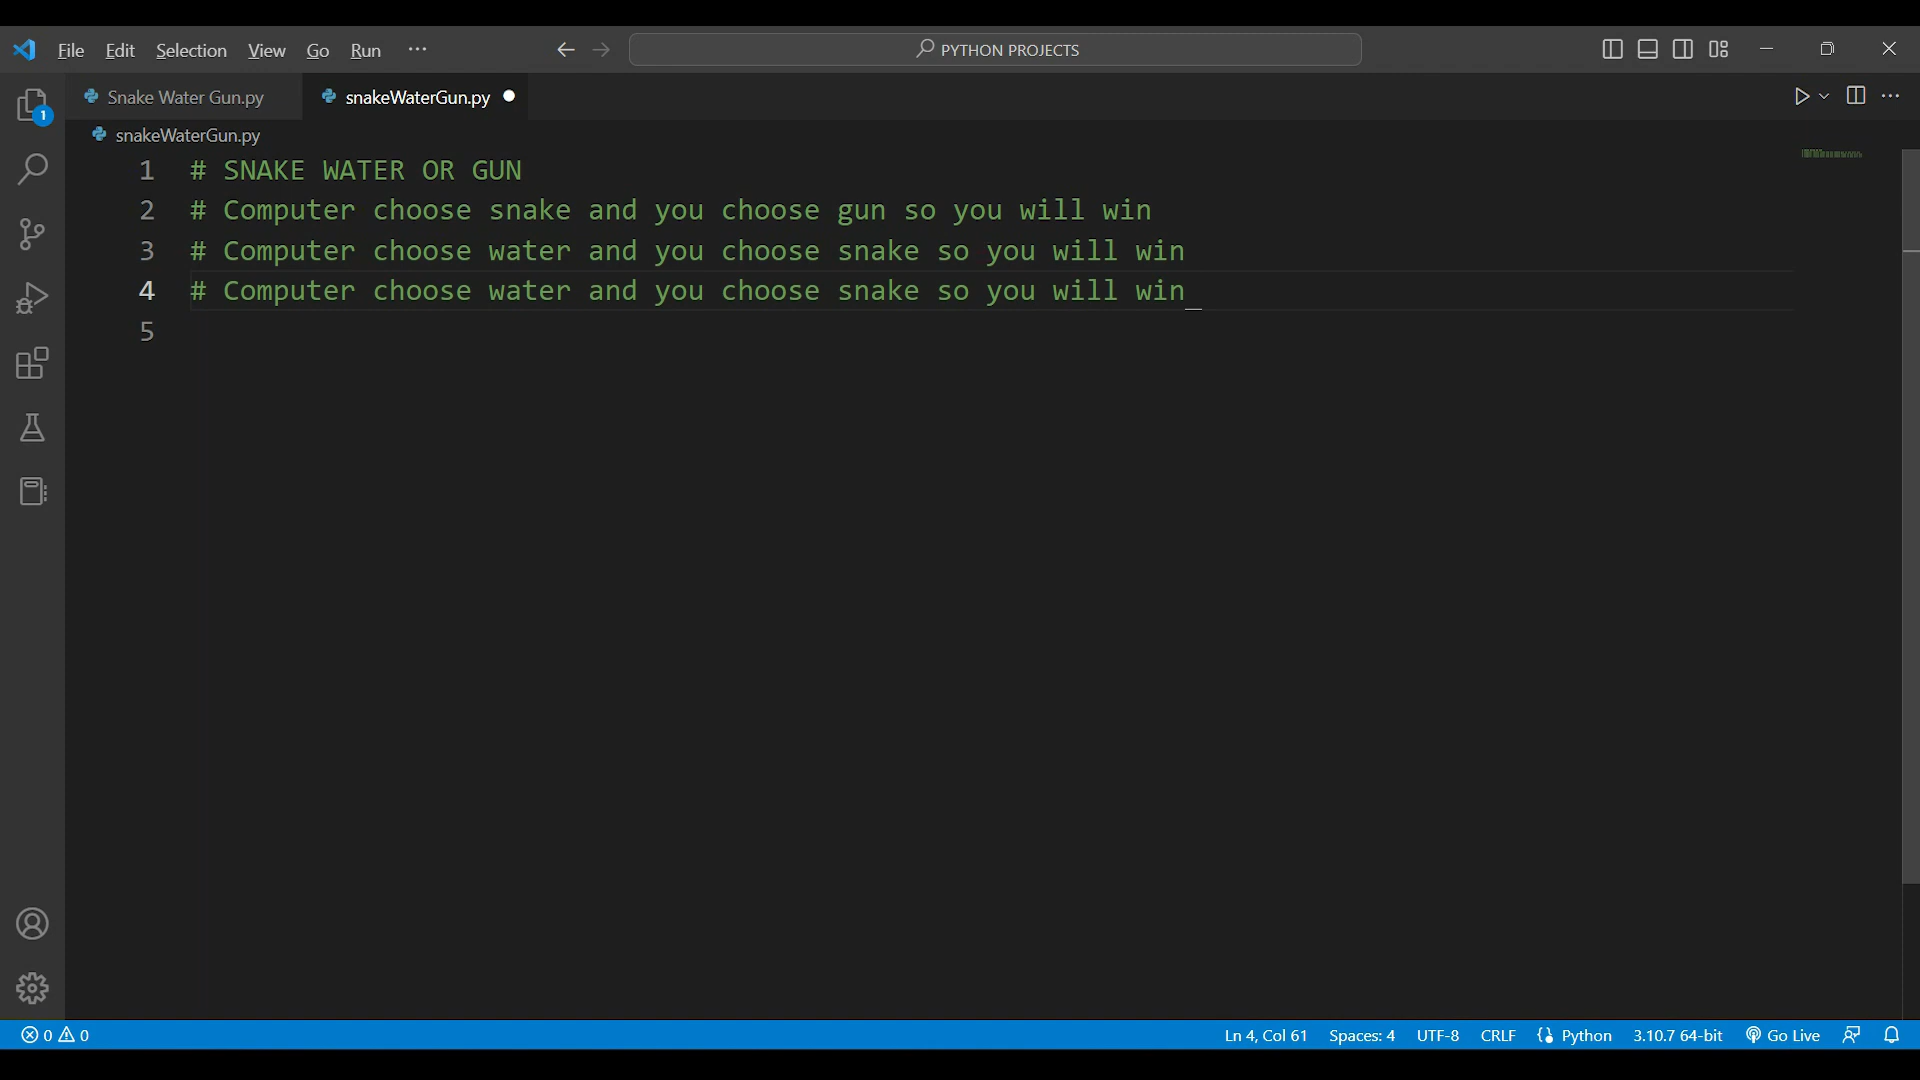 File Edit Selection View Go Run ··· PYTHON PROJECTS
Snake Water Gun.py snakeWaterGun.py
1
snakeWaterGun.py
1 # SNAKE WATER OR GUN
2 # Computer choose snake and you choose gun so you will win
3 # Computer choose water and you choose snake so you will win
4 # Computer choose water and you choose snake so you will win
5
0 0 Ln 4, Col 61 Spaces: 4 UTF-8 CRLF {} Python 3.10.7 64-bit Go Live